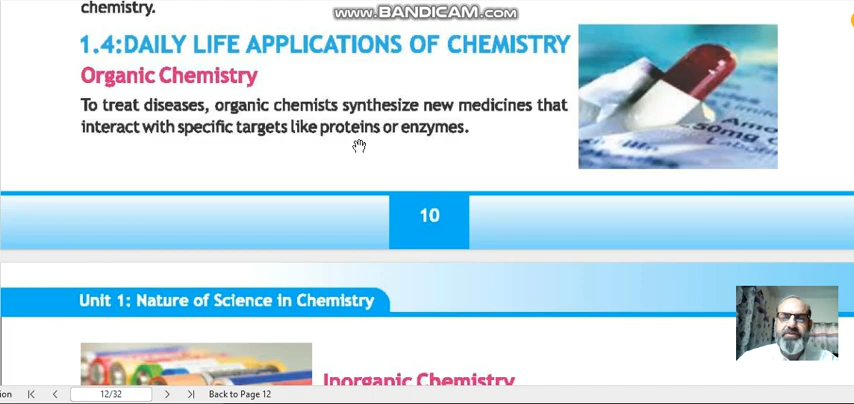 www.BANDICAM.com
chemistry.
1.4:DAILY LIFE APPLICATIONS OF CHEMISTRY
Organic Chemistry
To treat diseases, organic chemists synthesize new medicines that
interact with specific targets like proteins or enzymes.
50mg
10
Unit 1: Nature of Science in Chemistry
Inorganic Chemistry
ion
12/32
Back to Page 12